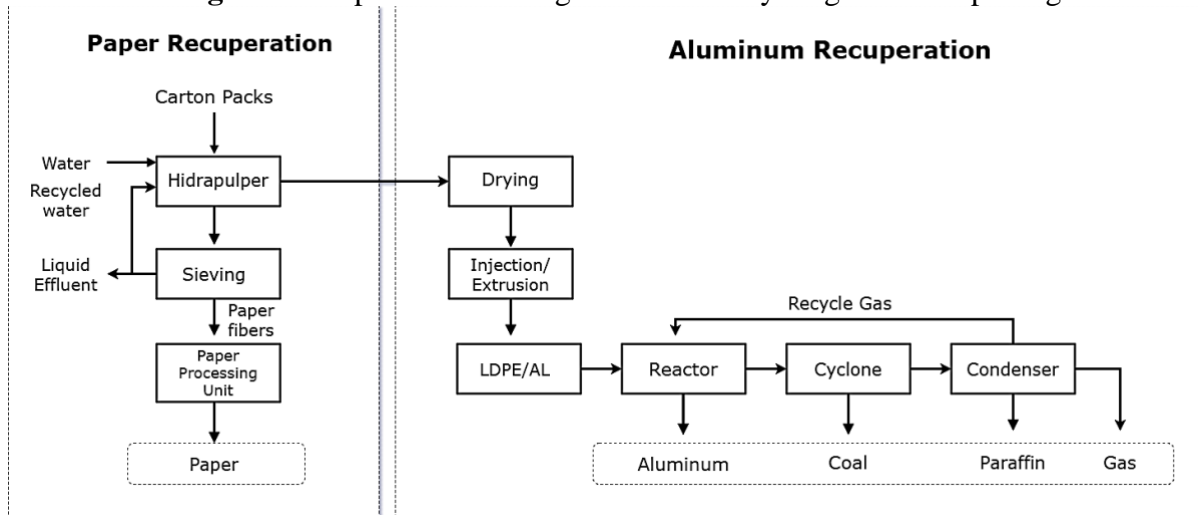 Paper Recuperation
Aluminum Recuperation
Carton Packs
Water
Hidrapulper
Recycled
water
Liquid
Effluent
Sieving
Paper
fibers
Paper
Processing
Unit
Paper
Drying
Injection/
Extrusion
Recycle Gas
LDPE/AL
Reactor
Cyclone
Condenser
Aluminum
Coal
Paraffin
Gas